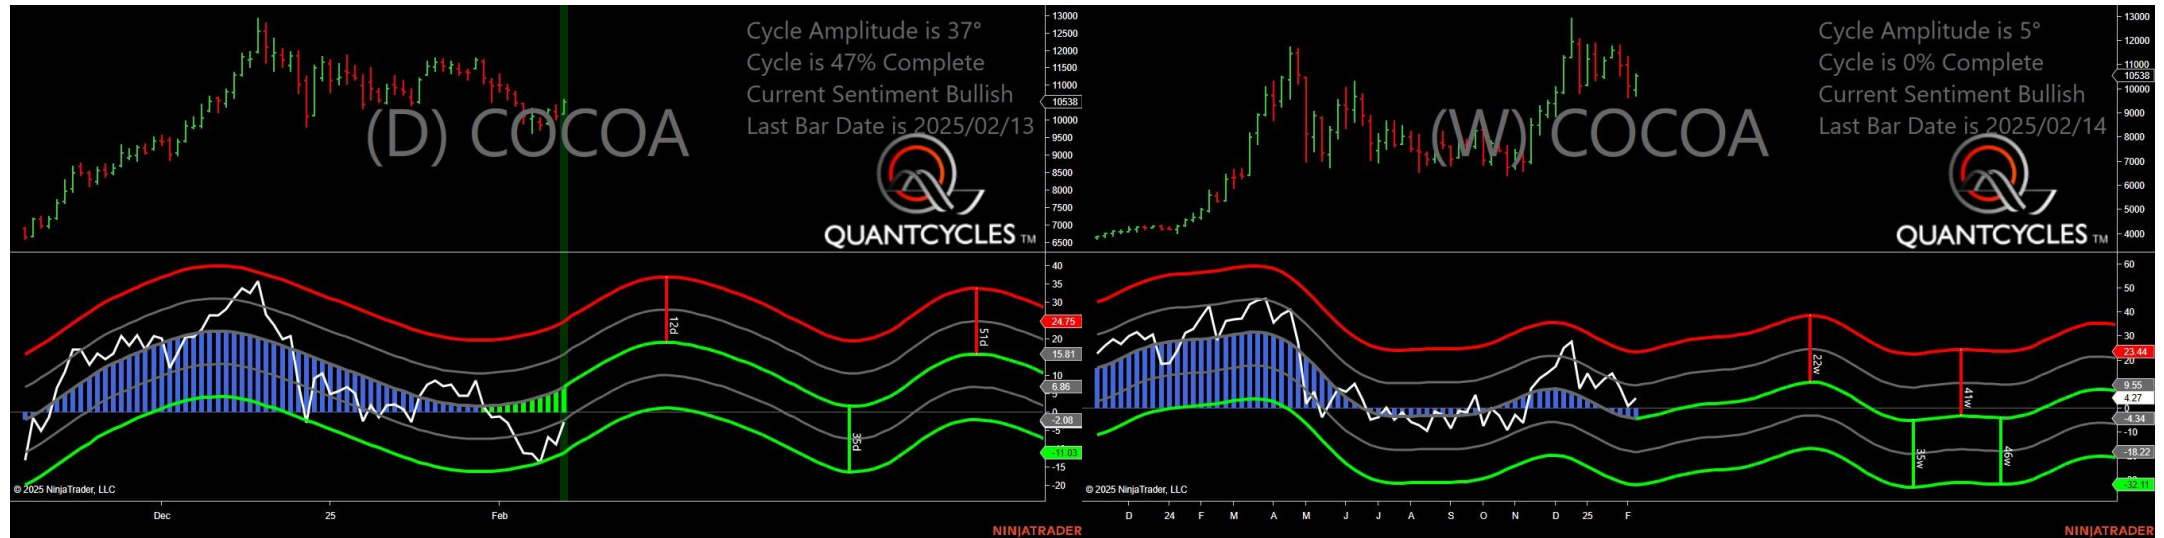 Cycle Amplitude is 37°
Cycle is 47% Complete
Current Sentiment Bullish
Last Bar Date is 2025/02/13
(D) COCOA
QUANTCYCLES TM
13000
12500
12000
11500
11000
10538
10000
9500
9000
8500
8000
7500
7000
6500
40
35
30
24.75
20
15.81
10
6.86
5
0
-2.08
-5
-11.03
-15
-20
12d
35d
51d
© 2025 NinjaTrader, LLC
Dec
25
Feb
NINJATRADER
Cycle Amplitude is 5°
Cycle is 0% Complete
Current Sentiment Bullish
Last Bar Date is 2025/02/14
(W) COCOA
QUANTCYCLES TM
13000
12000
11000
10538
10000
9000
8000
7000
6000
5000
4000
60
50
40
30
23.44
20
9.55
4.27
0
-4.34
-10
-18.22
-32.11
22w
35w
41w
46w
© 2025 NinjaTrader, LLC
D 24 F M A M J J A S O N D 25 F
NINJATRADER